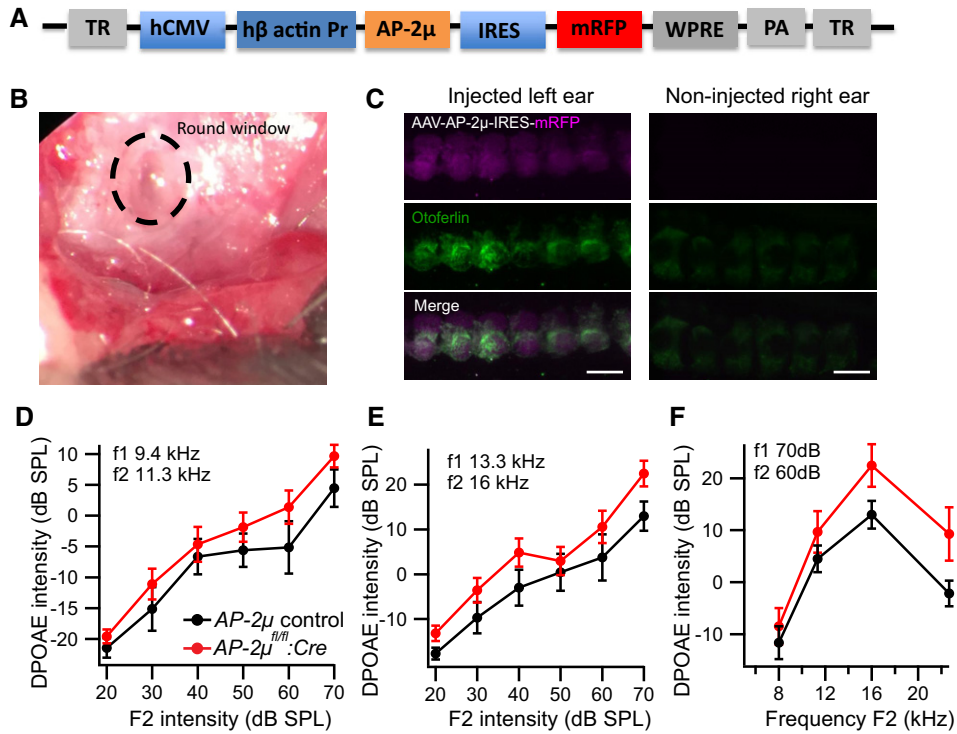 A
TR hCMV hβ actin Pr AP-2μ IRES mRFP WPRE PA TR
B
Round window
C
Injected left ear
Non-injected right ear
AAV-AP-2μ-IRES-mRFP
Otoferlin
Merge
D
f1 9.4 kHz
f2 11.3 kHz
DPOAE intensity (dB SPL)
10
5
0
-5
-10
-15
-20
AP-2μ control
AP-2μfl/fl:Cre
20 30 40 50 60 70
F2 intensity (dB SPL)
E
f1 13.3 kHz
f2 16 kHz
DPOAE intensity (dB SPL)
20
10
0
-10
20 30 40 50 60 70
F2 intensity (dB SPL)
F
f1 70dB
f2 60dB
DPOAE intensity (dB SPL)
20
10
0
-10
8 12 16 20
Frequency F2 (kHz)